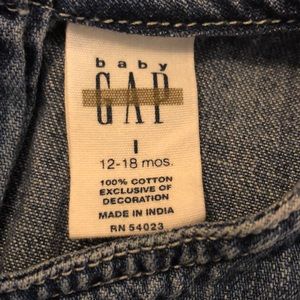 baby
GAP
I
12-18 mos.
100% COTTON
EXCLUSIVE OF
DECORATION
MADE IN INDIA
RN 54023